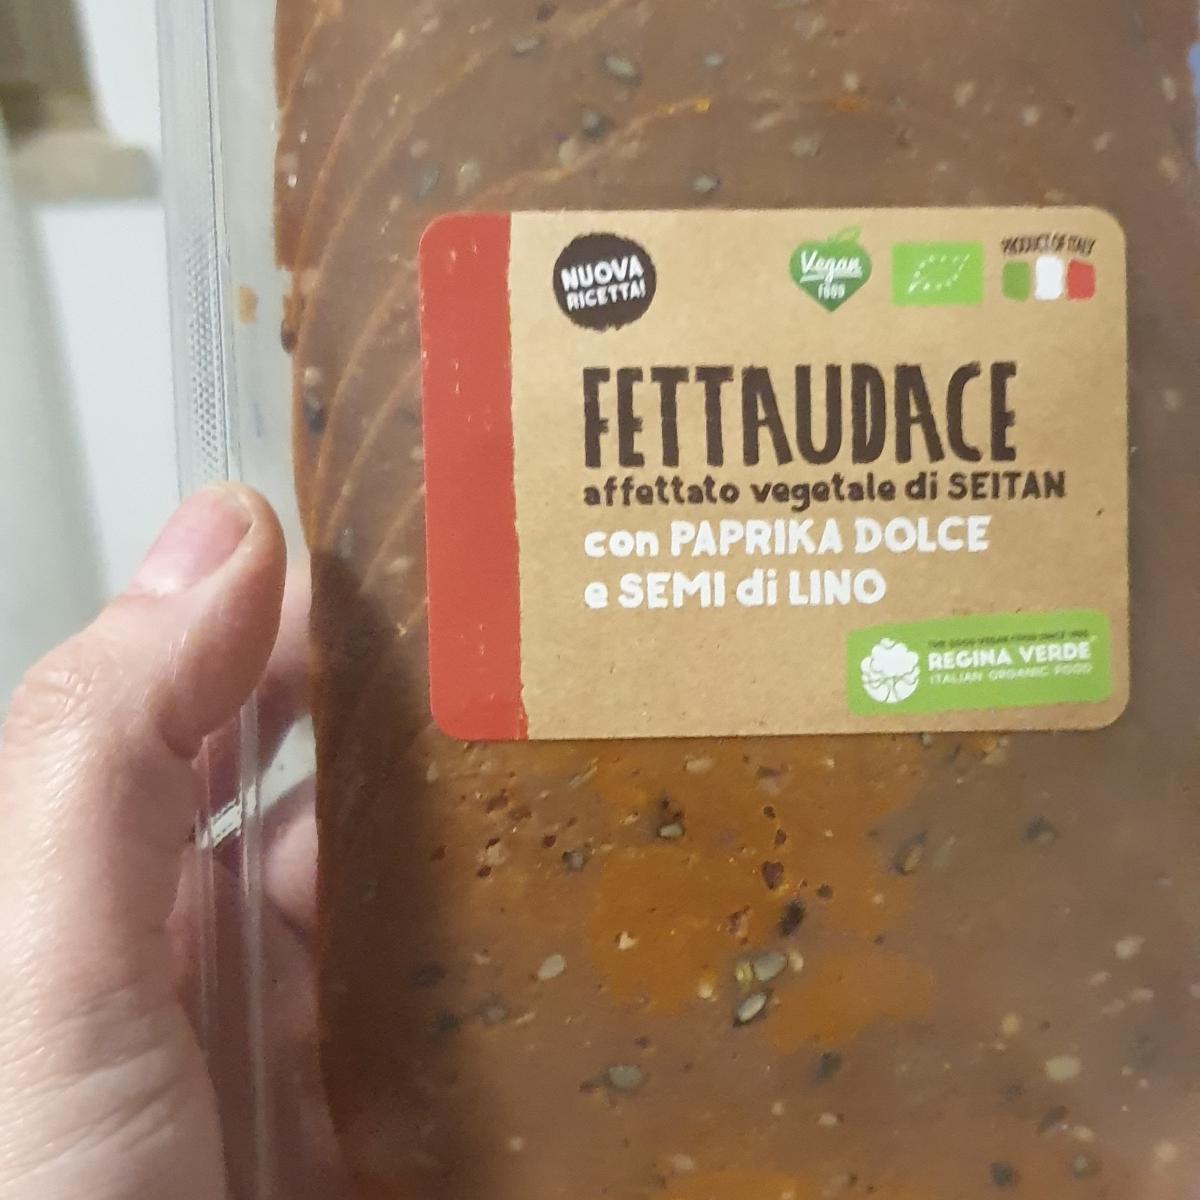 NUOVA
RICETTA!
Vegan
food
PRODUCT OF ITALY
FETTAUDACE
affettato vegetale di SEITAN
con PAPRIKA DOLCE
e SEMI di LINO
REGINA VERDE
ITALIAN ORGANIC FOOD